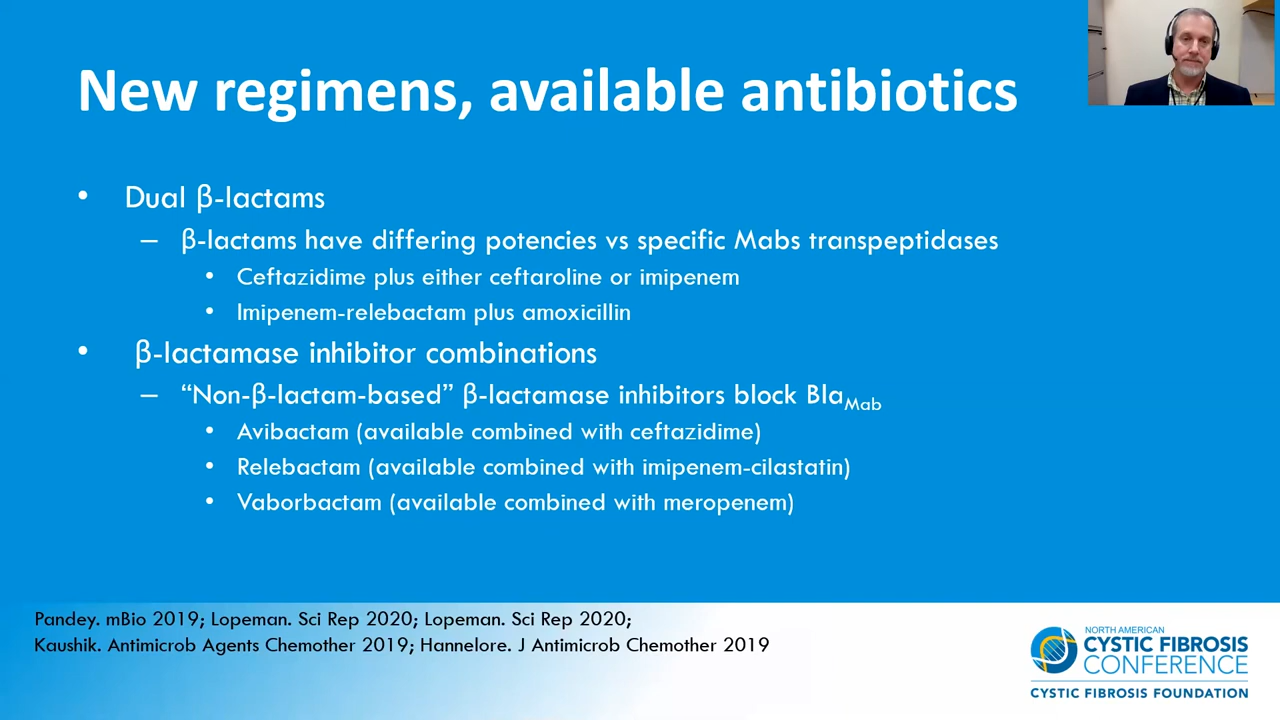 New regimens, available antibiotics
• Dual β-lactams
– β-lactams have differing potencies vs specific Mabs transpeptidases
• Ceftazidime plus either ceftaroline or imipenem
• Imipenem-relebactam plus amoxicillin
• β-lactamase inhibitor combinations
– “Non-β-lactam-based” β-lactamase inhibitors block BlaMab
• Avibactam (available combined with ceftazidime)
• Relebactam (available combined with imipenem-cilastatin)
• Vaborbactam (available combined with meropenem)
Pandey. mBio 2019; Lopeman. Sci Rep 2020; Lopeman. Sci Rep 2020;
Kaushik. Antimicrob Agents Chemother 2019; Hannelore. J Antimicrob Chemother 2019
NORTH AMERICAN
CYSTIC FIBROSIS
CONFERENCE
CYSTIC FIBROSIS FOUNDATION